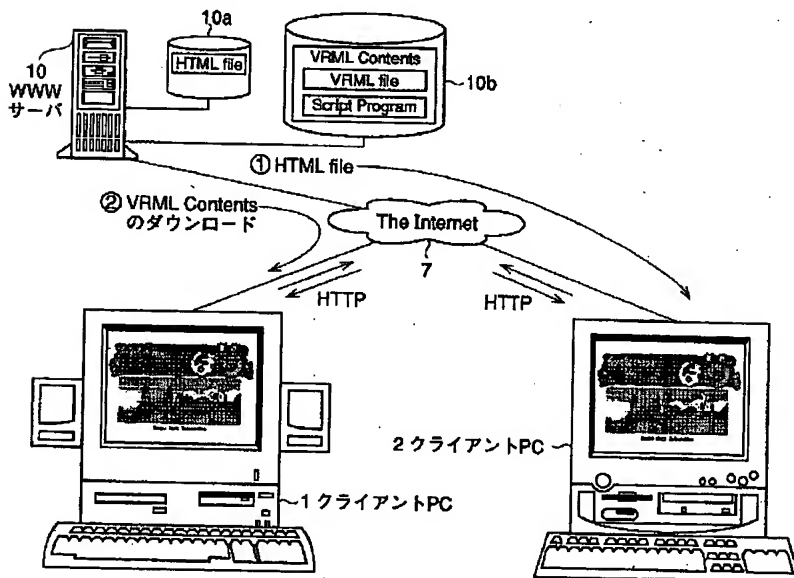 10a
HTML file
10
WWW
サーバ
VRML Contents
VRML file
Script Program
10b
① HTML file
② VRML Contents
のダウンロード
The Internet
7
HTTP
HTTP
2 クライアントPC
1 クライアントPC